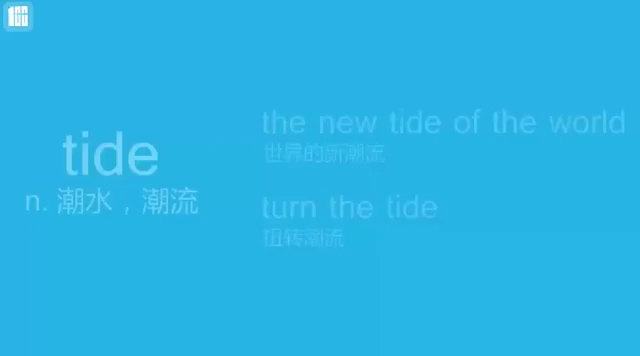 tide
n. 潮水，潮流
the new tide of the world
世界的新潮流
turn the tide
扭转潮流